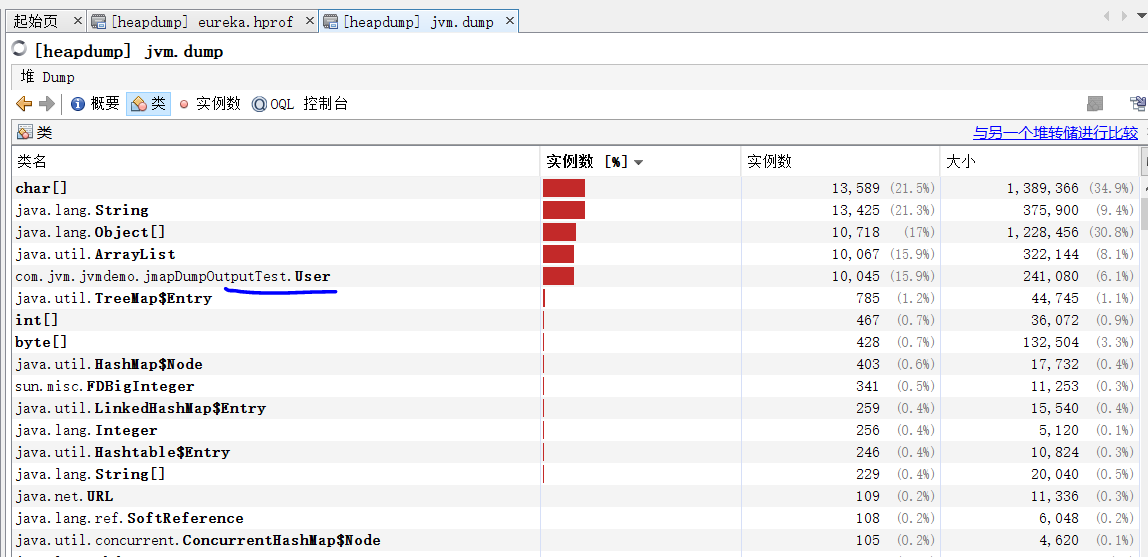 起始页 × [heapdump] eureka.hprof × [heapdump] jvm.dump ×
[heapdump] jvm.dump
堆 Dump
概要 类 实例数 OQL 控制台
类 与另一个堆转储进行比较
类名 实例数 [%] 实例数 大小
char[] 13,589 (21.5%) 1,389,366 (34.9%)
java.lang.String 13,425 (21.3%) 375,900 (9.4%)
java.lang.Object[] 10,718 (17%) 1,228,456 (30.8%)
java.util.ArrayList 10,067 (15.9%) 322,144 (8.1%)
com.jvm.jvmdemo.jmapDumpOutputTest.User 10,045 (15.9%) 241,080 (6.1%)
java.util.TreeMap$Entry 785 (1.2%) 44,745 (1.1%)
int[] 467 (0.7%) 36,072 (0.9%)
byte[] 428 (0.7%) 132,504 (3.3%)
java.util.HashMap$Node 403 (0.6%) 17,732 (0.4%)
sun.misc.FDBigInteger 341 (0.5%) 11,253 (0.3%)
java.util.LinkedHashMap$Entry 259 (0.4%) 15,540 (0.4%)
java.lang.Integer 256 (0.4%) 5,120 (0.1%)
java.util.Hashtable$Entry 246 (0.4%) 10,824 (0.3%)
java.lang.String[] 229 (0.4%) 20,040 (0.5%)
java.net.URL 109 (0.2%) 11,336 (0.3%)
java.lang.ref.SoftReference 108 (0.2%) 6,048 (0.2%)
java.util.concurrent.ConcurrentHashMap$Node 105 (0.2%) 4,620 (0.1%)